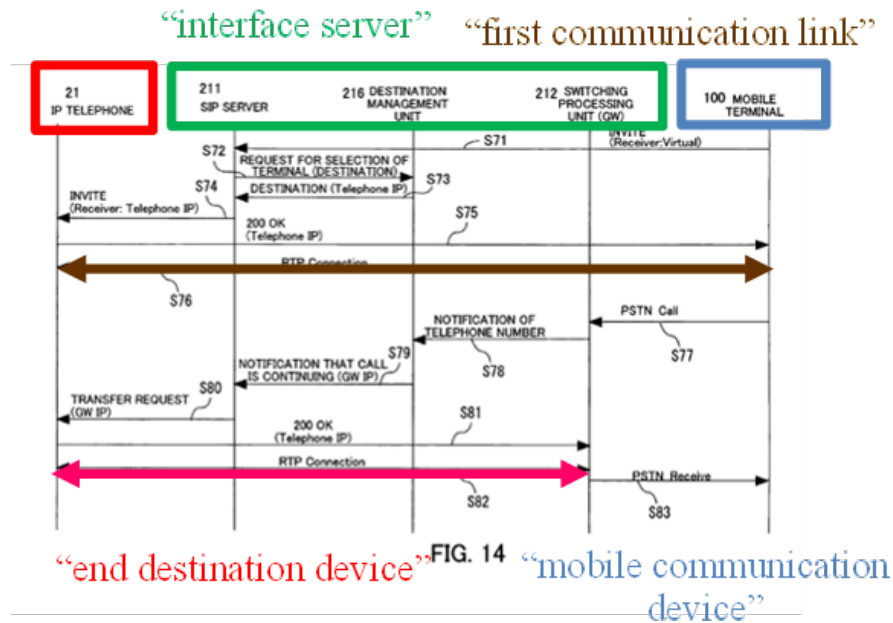 “interface server”
“first communication link”
21
IP TELEPHONE
211
SIP SERVER
216 DESTINATION
MANAGEMENT
UNIT
212 SWITCHING
PROCESSING
UNIT (GW)
100 MOBILE
TERMINAL
S71
INVITE
(Receiver:Virtual)
S72
REQUEST FOR SELECTION OF
TERMINAL (DESTINATION)
S73
DESTINATION (Telephone IP)
S74
INVITE
(Receiver: Telephone IP)
200 OK
(Telephone IP)
S75
RTP Connection
S76
PSTN Call
S77
NOTIFICATION OF
TELEPHONE NUMBER
S78
S79
NOTIFICATION THAT CALL
IS CONTINUING (GW IP)
S80
TRANSFER REQUEST
(GW IP)
S81
200 OK
(Telephone IP)
RTP Connection
S82
PSTN Receive
S83
FIG. 14
“end destination device”
“mobile communication
device”